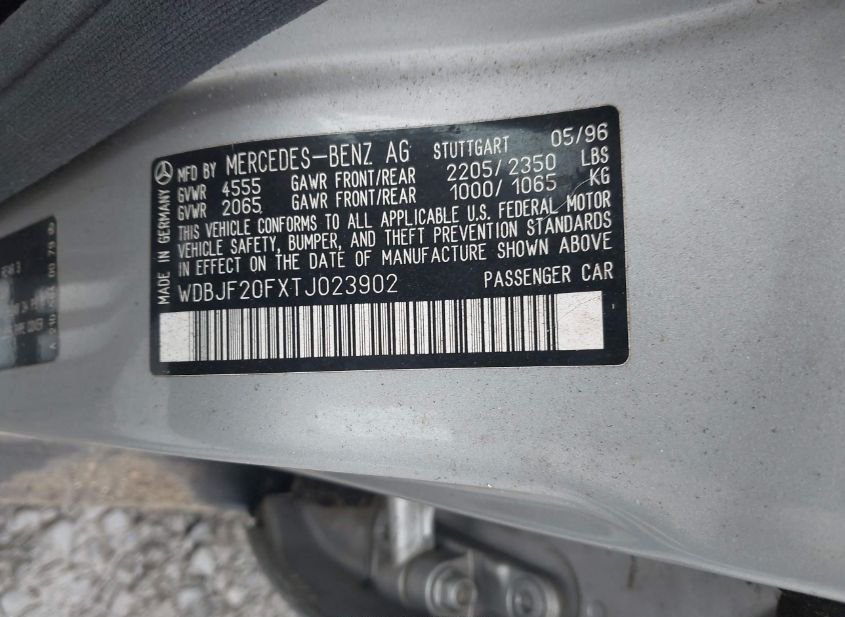 MADE IN GERMANY
MFD BY MERCEDES-BENZ AG STUTTGART 05/96
GVWR 4555 GAWR FRONT/REAR 2205/2350 LBS
GVWR 2065 GAWR FRONT/REAR 1000/1065 KG
THIS VEHICLE CONFORMS TO ALL APPLICABLE U.S. FEDERAL MOTOR
VEHICLE SAFETY, BUMPER, AND THEFT PREVENTION STANDARDS
IN EFFECT ON THE DATE OF MANUFACTURE SHOWN ABOVE
WDBJF20FXTJ023902 PASSENGER CAR